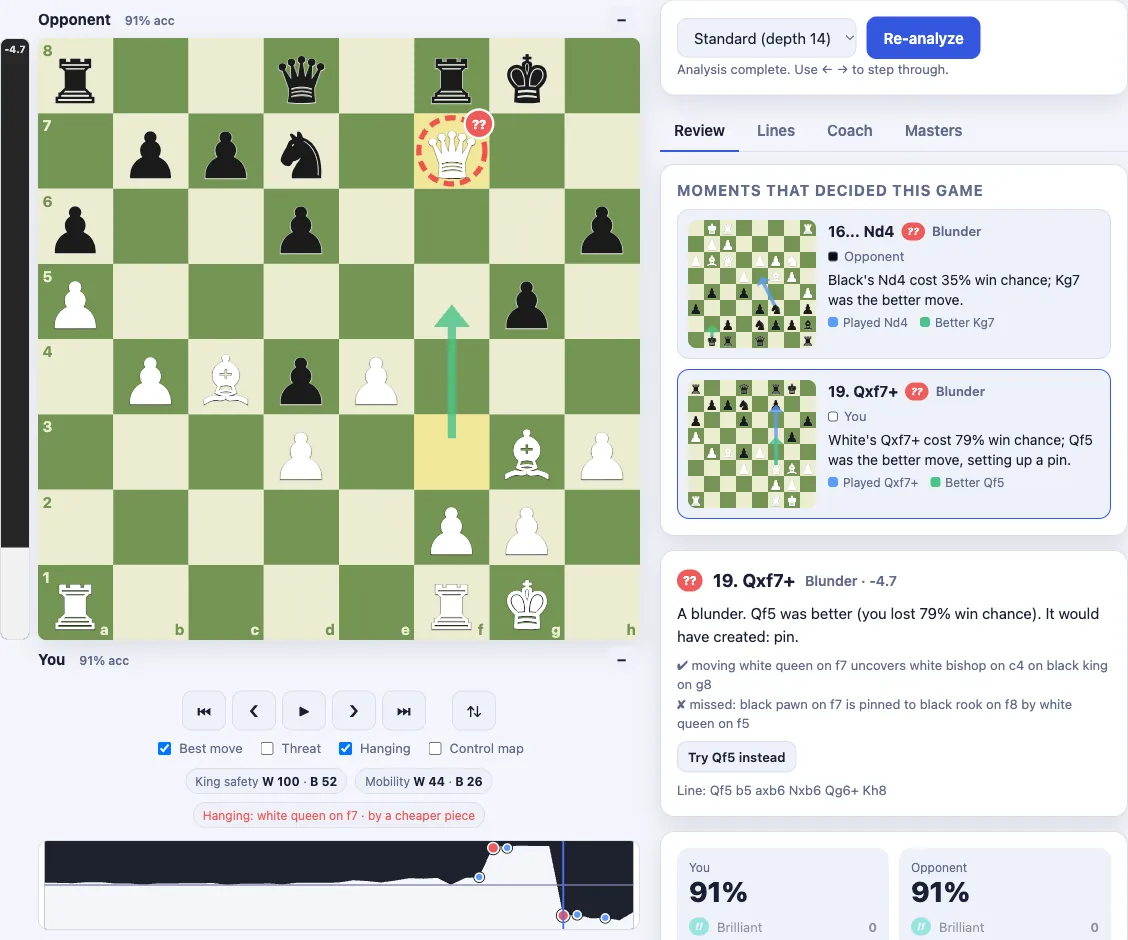 Opponent 91% acc
−
-4.7
8
7
6
5
4
3
2
1
a b c d e f g h
??
You 91% acc
−
Best move Threat Hanging Control map
King safety W 100 · B 52 Mobility W 44 · B 26
Hanging: white queen on f7 · by a cheaper piece
Standard (depth 14) Re-analyze
Analysis complete. Use ← → to step through.
Review Lines Coach Masters
MOMENTS THAT DECIDED THIS GAME
16... Nd4 ?? Blunder
Opponent
Black's Nd4 cost 35% win chance; Kg7
was the better move.
Played Nd4 Better Kg7
19. Qxf7+ ?? Blunder
You
White's Qxf7+ cost 79% win chance; Qf5
was the better move, setting up a pin.
Played Qxf7+ Better Qf5
?? 19. Qxf7+ Blunder · -4.7
A blunder. Qf5 was better (you lost 79% win chance). It would
have created: pin.
✔ moving white queen on f7 uncovers white bishop on c4 on black king
on g8
✘ missed: black pawn on f7 is pinned to black rook on f8 by white
queen on f5
Try Qf5 instead
Line: Qf5 b5 axb6 Nxb6 Qg6+ Kh8
You
91%
!! Brilliant 0
Opponent
91%
!! Brilliant 0